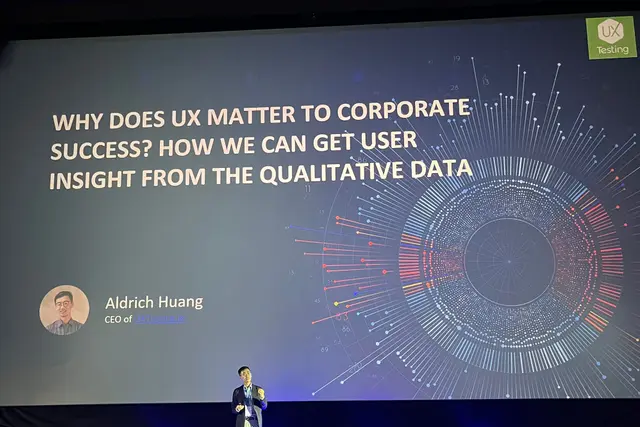 UX
Testing
WHY DOES UX MATTER TO CORPORATE
SUCCESS? HOW WE CAN GET USER
INSIGHT FROM THE QUALITATIVE DATA
Aldrich Huang
CEO of